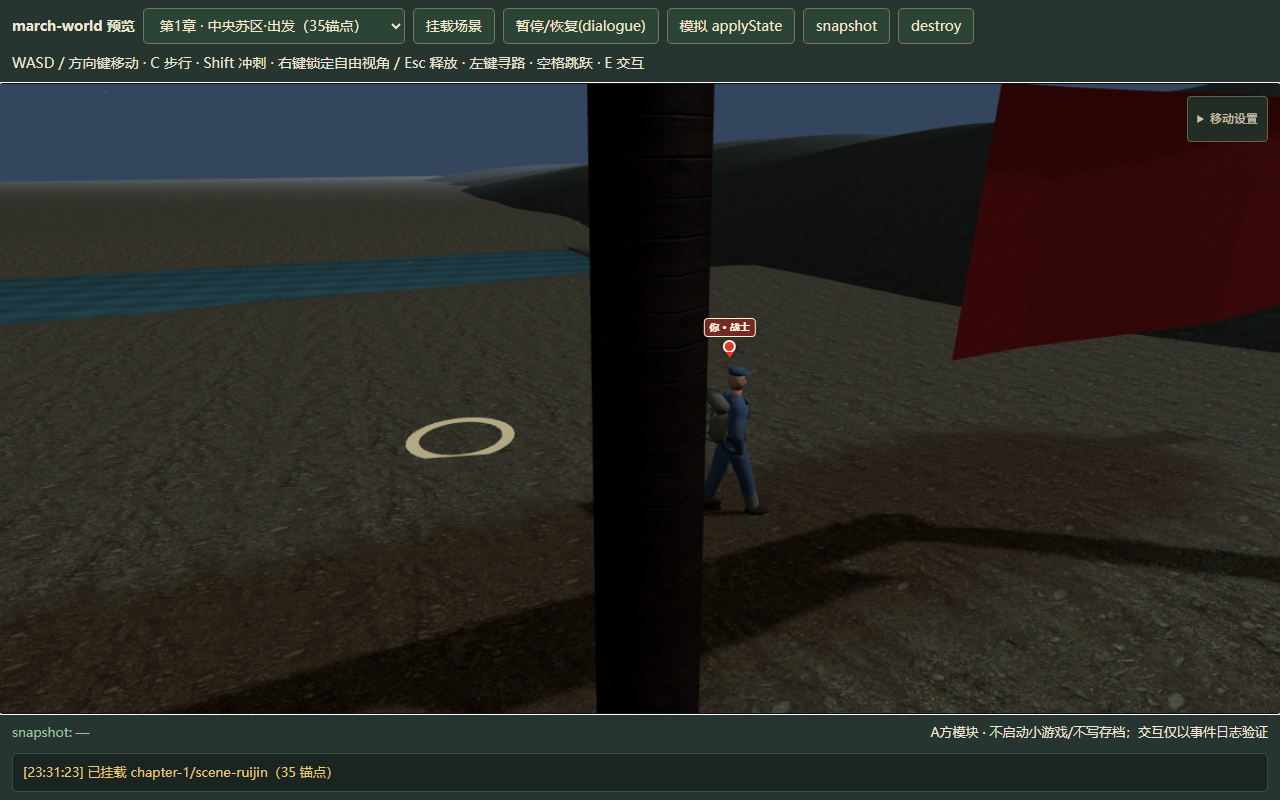 march-world 预览
第1章 · 中央苏区·出发（35锚点）
挂载场景
暂停/恢复(dialogue)
模拟 applyState
snapshot
destroy
WASD / 方向键移动 · C 步行 · Shift 冲刺 · 右键锁定自由视角 / Esc 释放 · 左键寻路 · 空格跳跃 · E 交互
▶ 移动设置
你·战士
snapshot: —
A方模块 · 不启动小游戏/不写存档；交互仅以事件日志验证
[23:31:23] 已挂载 chapter-1/scene-ruijin（35 锚点）